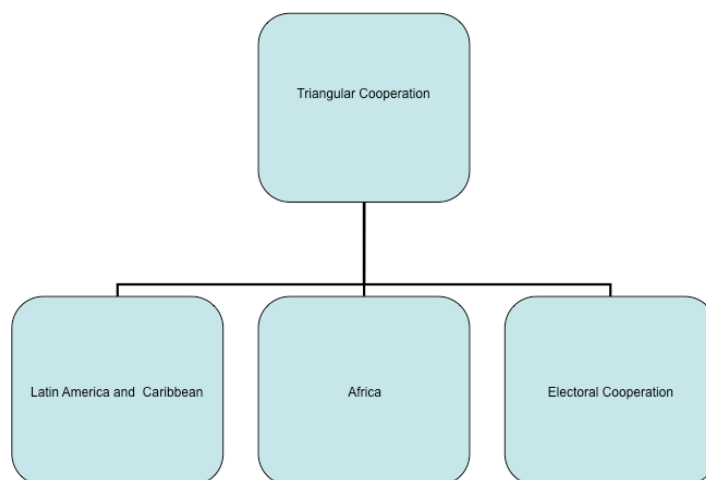 Triangular Cooperation
Latin America and  Caribbean
Africa
Electoral Cooperation